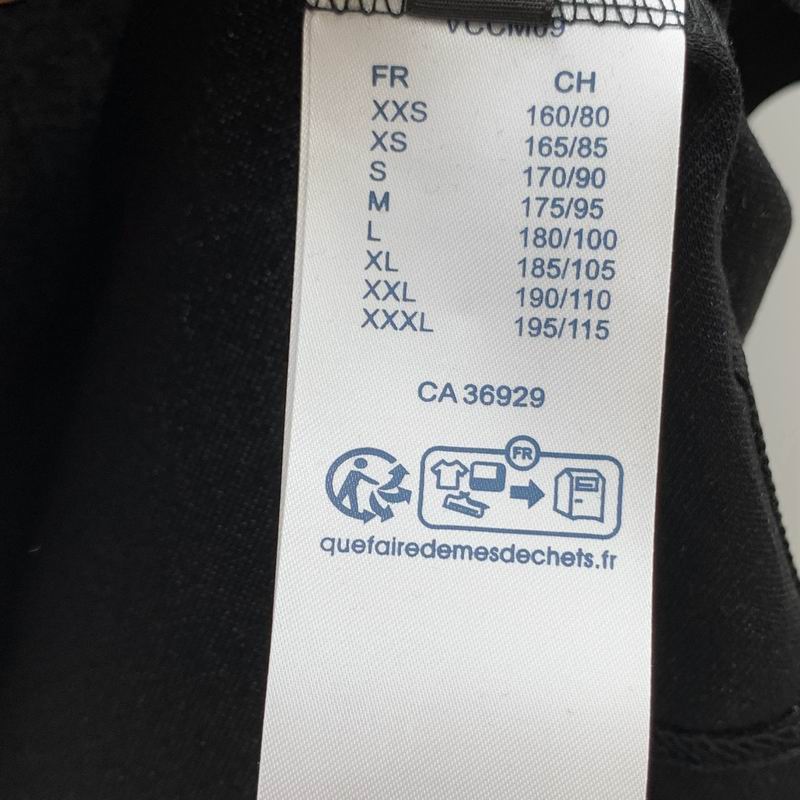 VCCM09
FR CH
XXS 160/80
XS 165/85
S 170/90
M 175/95
L 180/100
XL 185/105
XXL 190/110
XXXL 195/115
CA 36929
FR
quefairedemesdechets.fr